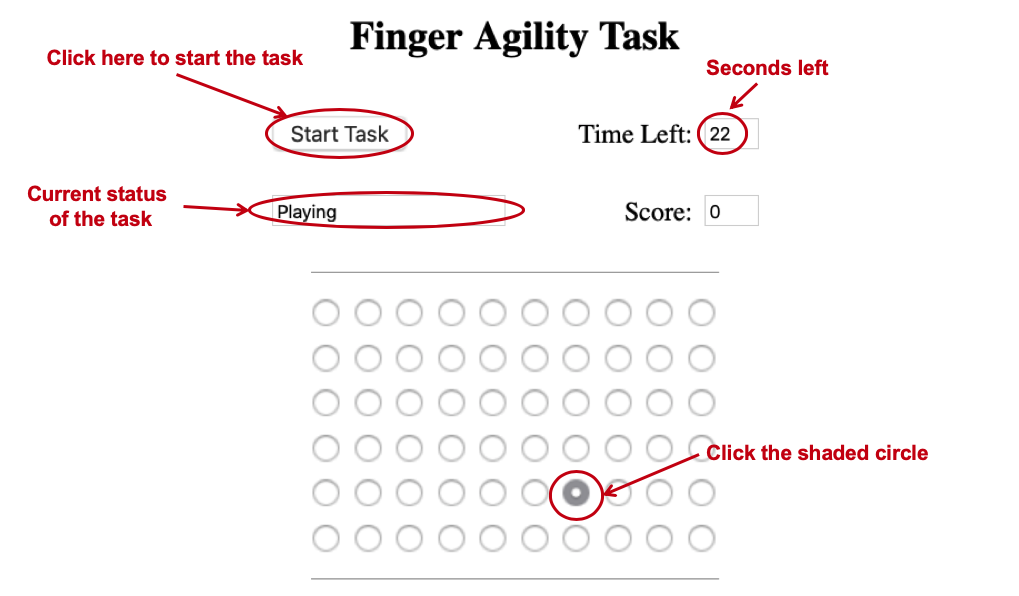 Finger Agility Task
Click here to start the task
Seconds left
Start Task
Time Left: 22
Current status
of the task
Playing
Score: 0
Click the shaded circle